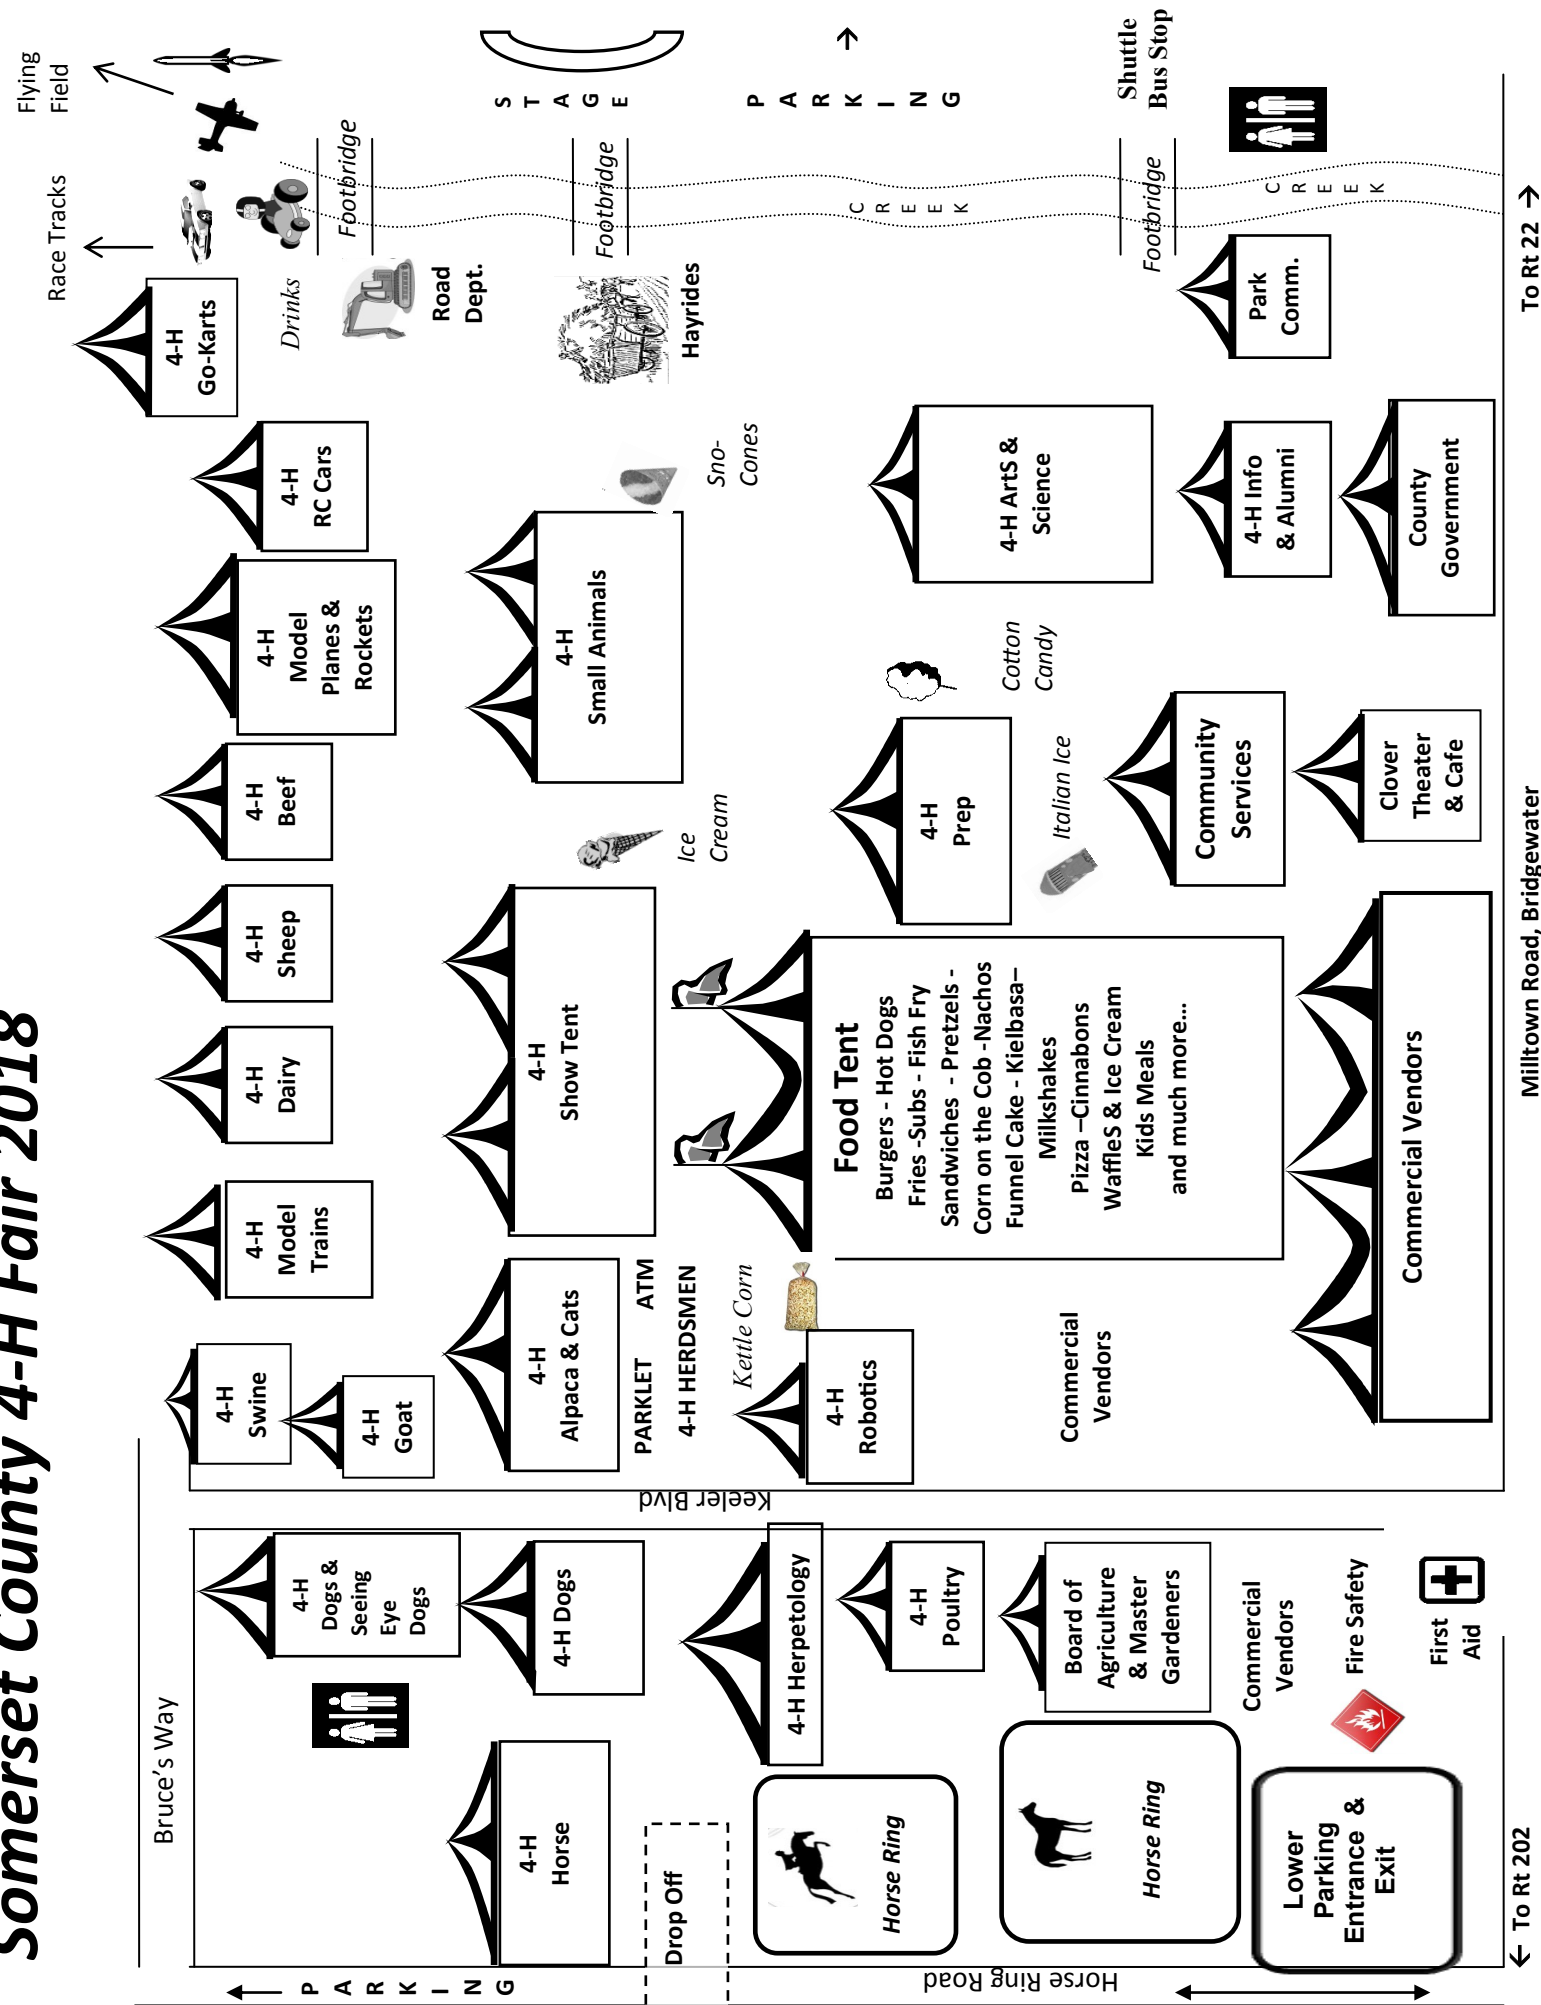 Somerset County 4-H Fair 2018
Bruce's Way
Race Tracks
Flying
Field
↑
PARKING
4-H
Dogs &
Seeing
Eye
Dogs
4-H
Swine
4-H
Goat
4-H
Model
Trains
4-H
Dairy
4-H
Sheep
4-H
Beef
4-H
Model
Planes &
Rockets
4-H
RC Cars
4-H
Go-Karts
Drinks
Footbridge
Road
Dept.
4-H
Horse
4-H Dogs
4-H
Alpaca & Cats
4-H
Show Tent
4-H
Small Animals
STAGE
Footbridge
Hayrides
Drop Off
Keeler Blvd
PARKLET ATM
4-H HERDSMEN
Kettle Corn
Ice
Cream
Sno-
Cones
PARKING
→
Horse Ring
4-H Herpetology
4-H
Robotics
4-H
Poultry
Food Tent
Burgers - Hot Dogs
Fries -Subs - Fish Fry
Sandwiches - Pretzels -
Corn on the Cob -Nachos
Funnel Cake - Kielbasa–
Milkshakes
Pizza –Cinnabons
WaffleS & Ice Cream
Kids Meals
and much more...
4-H
Prep
Cotton
Candy
Italian Ice
4-H ArtS &
Science
CREEK
Horse Ring Road
Horse Ring
Board of
Agriculture
& Master
Gardeners
Commercial
Vendors
Community
Services
Footbridge
Shuttle
Bus Stop
Commercial
Vendors
4-H Info
& Alumni
Park
Comm.
CREEK
Lower
Parking
Entrance &
Exit
Fire Safety
First
Aid
Commercial Vendors
Clover
Theater
& Cafe
County
Government
← To Rt 202
Milltown Road, Bridgewater
To Rt 22 →